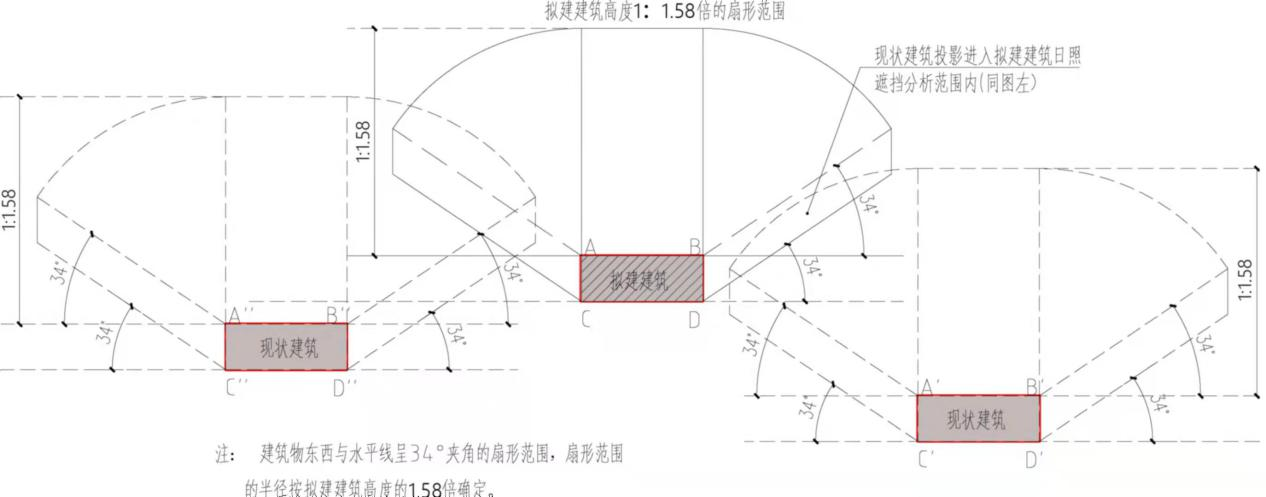 拟建建筑高度1：1.58倍的扇形范围
现状建筑投影进入拟建建筑日照
遮挡分析范围内(同图左)
1:1.58
1:1.58
1:1.58
34°
34°
34°
34°
A
B
拟建建筑
C
D
34°
34°
A''
B''
现状建筑
C''
D''
34°
34°
34°
34°
A'
B'
现状建筑
C'
D'
注： 建筑物东西与水平线呈34°夹角的扇形范围，扇形范围
的半径按拟建建筑高度的1.58倍确定。